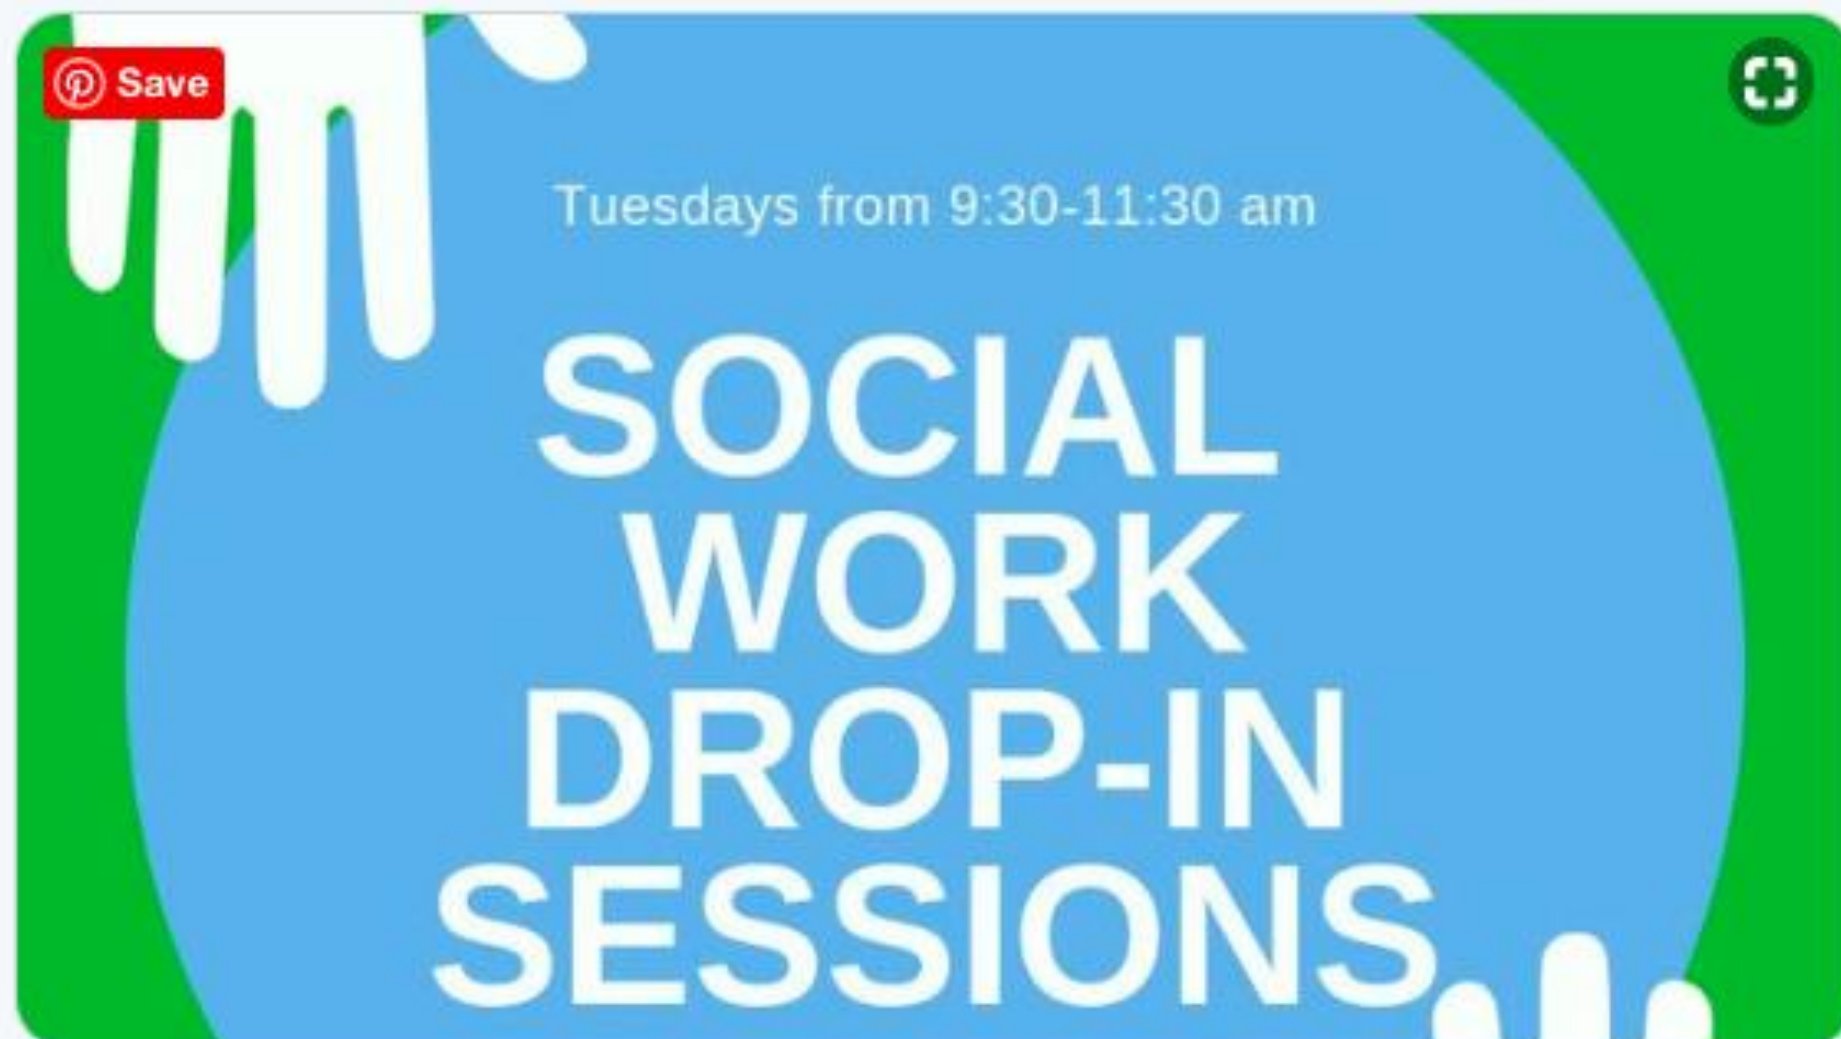 Save
Tuesdays from 9:30-11:30 am
SOCIAL
WORK
DROP-IN
SESSIONS